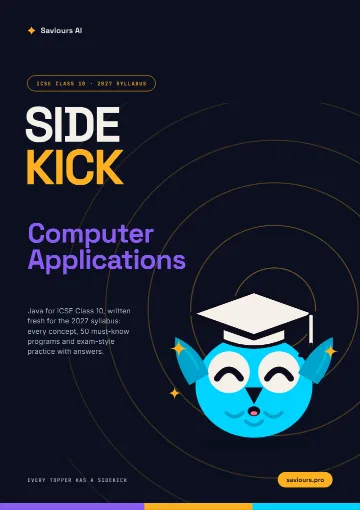 Saviours AI
ICSE CLASS 10 · 2027 SYLLABUS
SIDE
KICK
Computer
Applications
Java for ICSE Class 10, written
fresh for the 2027 syllabus:
every concept, 50 must-know
programs and exam-style
practice with answers.
EVERY TOPPER HAS A SIDEKICK
saviours.pro